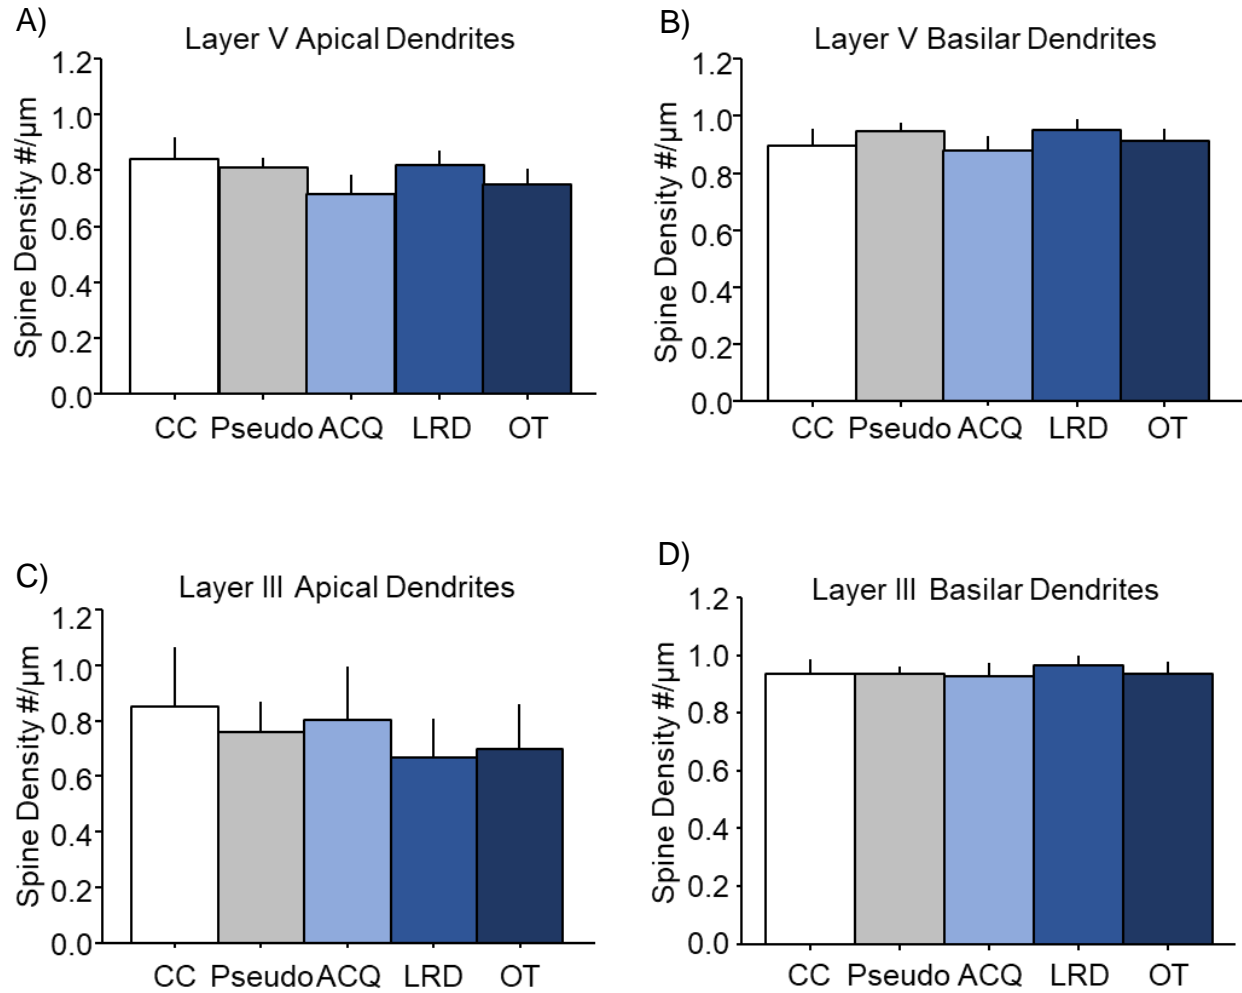 A)
Layer V Apical Dendrites
Spine Density #/µm
1.2
1.0
0.8
0.6
0.4
0.2
0.0
CC Pseudo ACQ LRD OT
B)
Layer V Basilar Dendrites
Spine Density #/µm
1.2
1.0
0.8
0.6
0.4
0.2
0.0
CC Pseudo ACQ LRD OT
C)
Layer III Apical Dendrites
Spine Density #/µm
1.2
1.0
0.8
0.6
0.4
0.2
0.0
CC Pseudo ACQ LRD OT
D)
Layer III Basilar Dendrites
Spine Density #/µm
1.2
1.0
0.8
0.6
0.4
0.2
0.0
CC Pseudo ACQ LRD OT